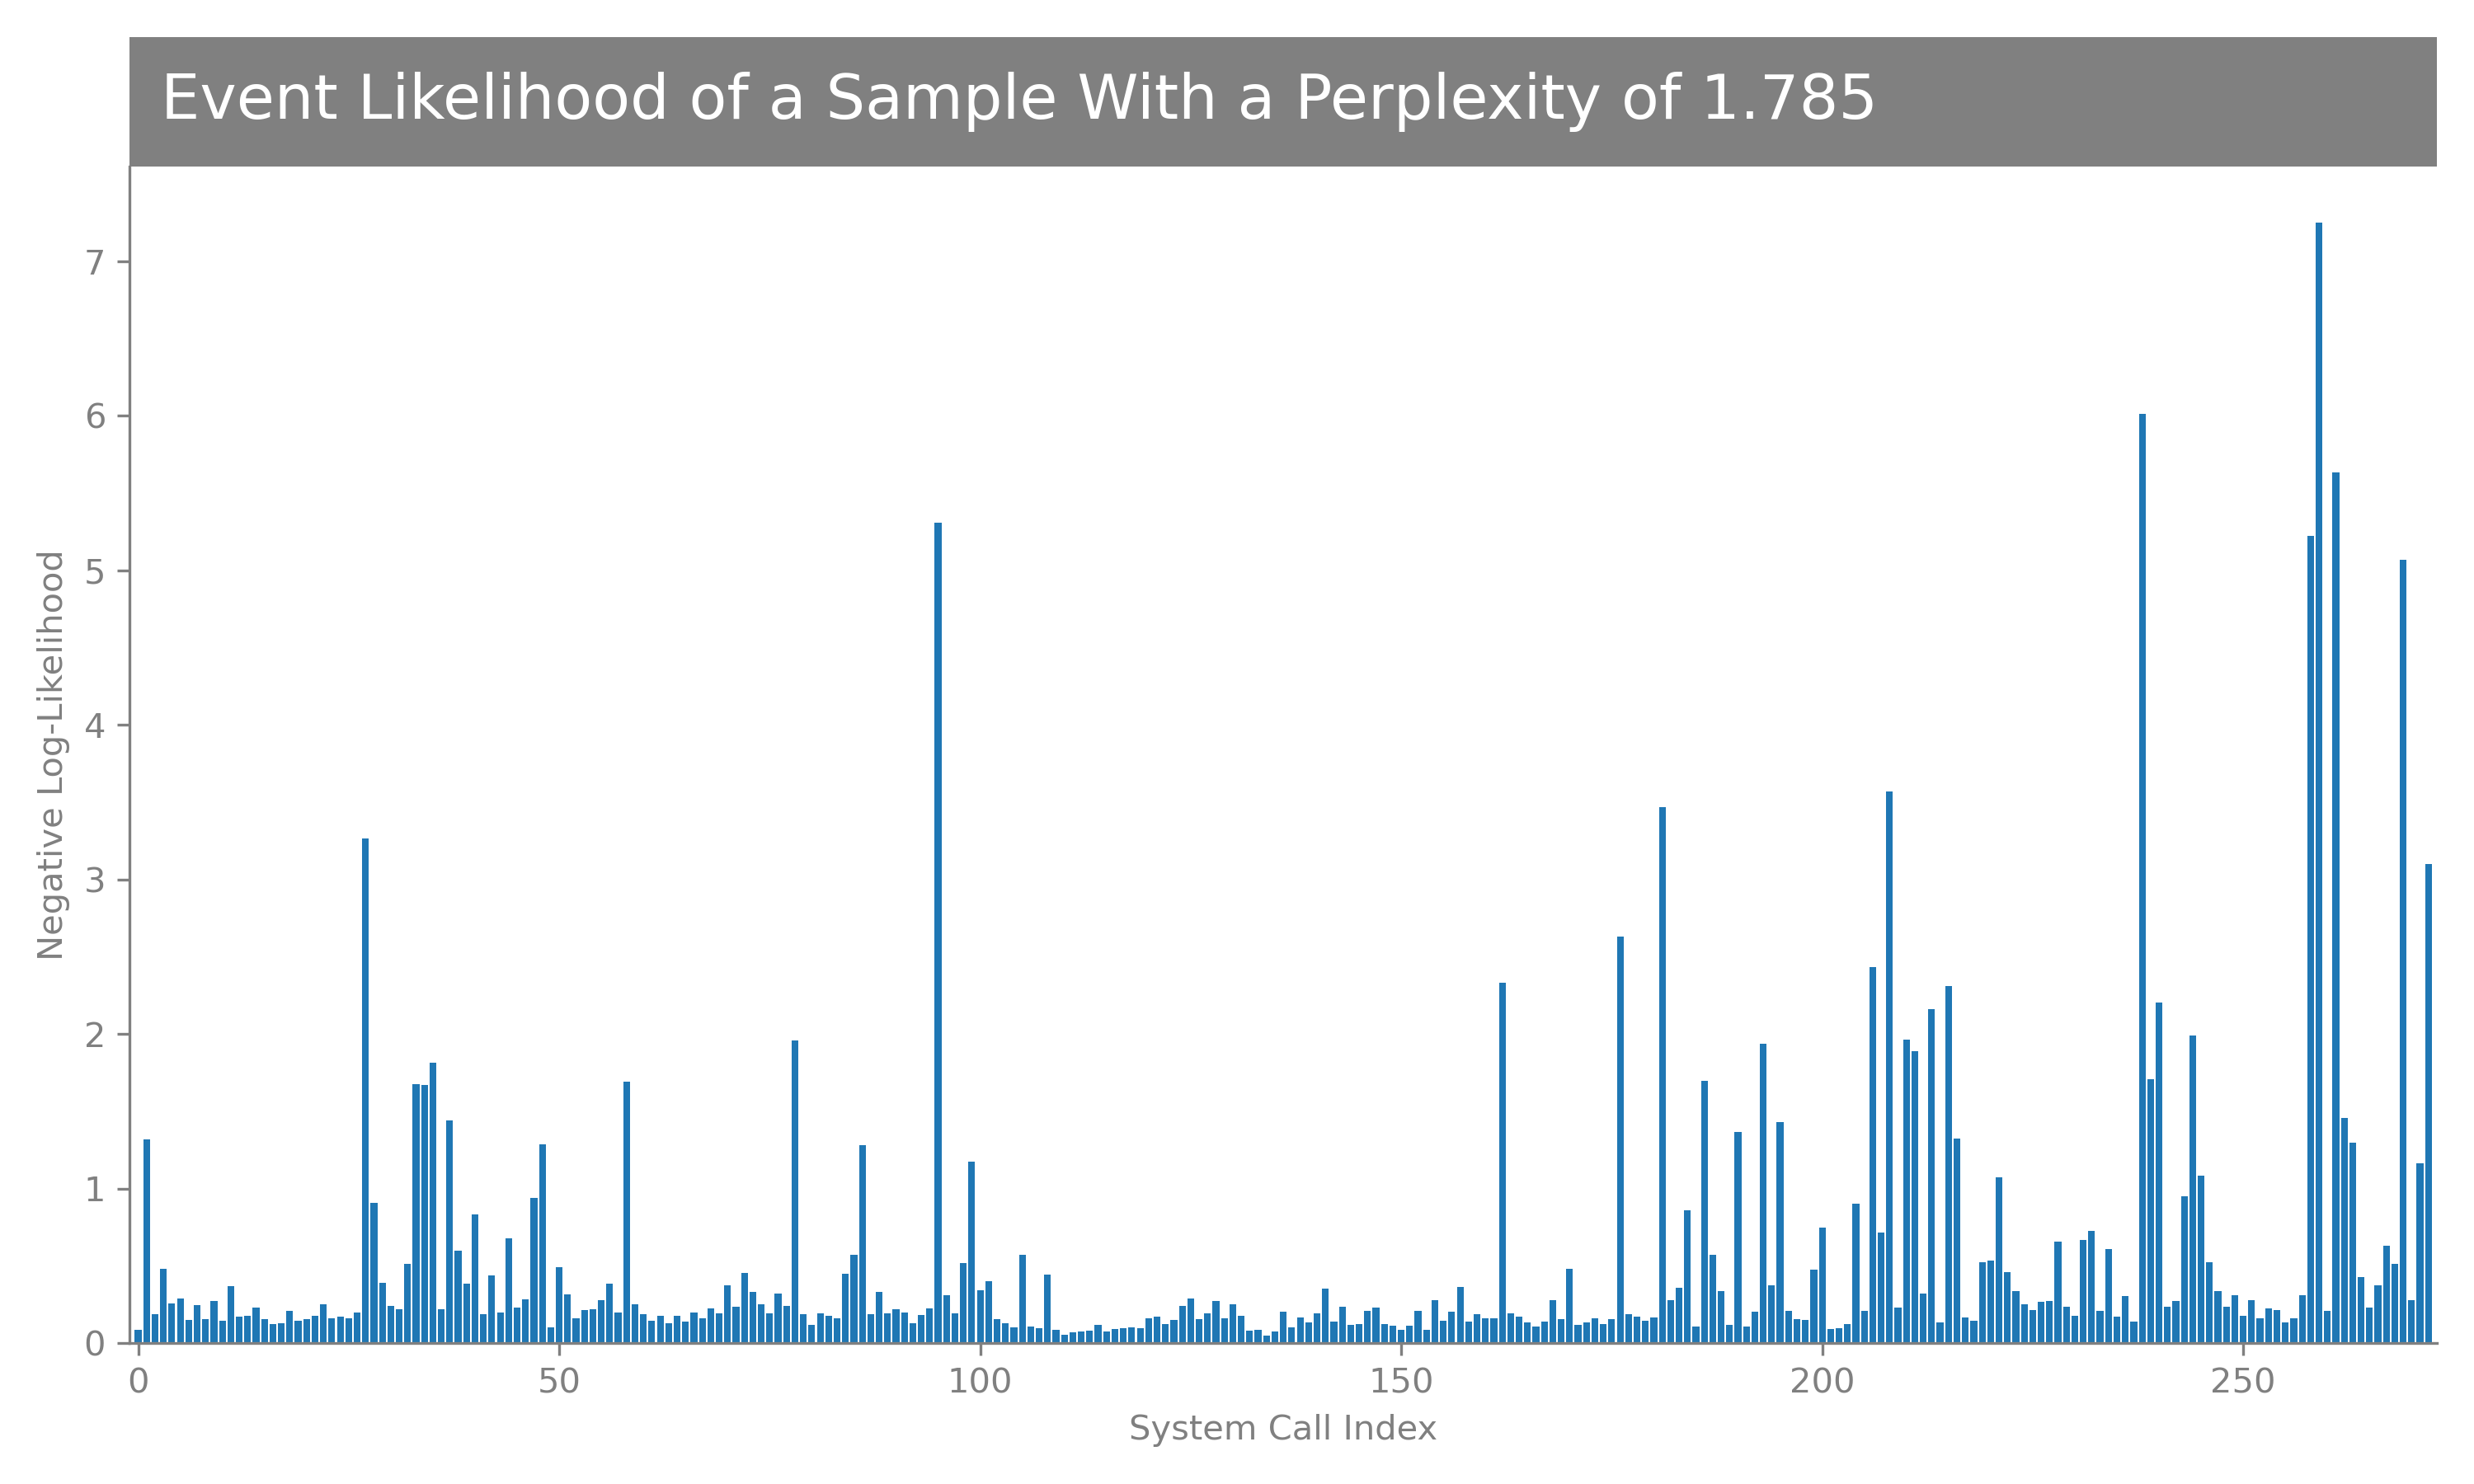 Event Likelihood of a Sample With a Perplexity of 1.785
7
6
5
4
3
2
1
0
Negative Log-Likelihood
0 50 100 150 200 250
System Call Index